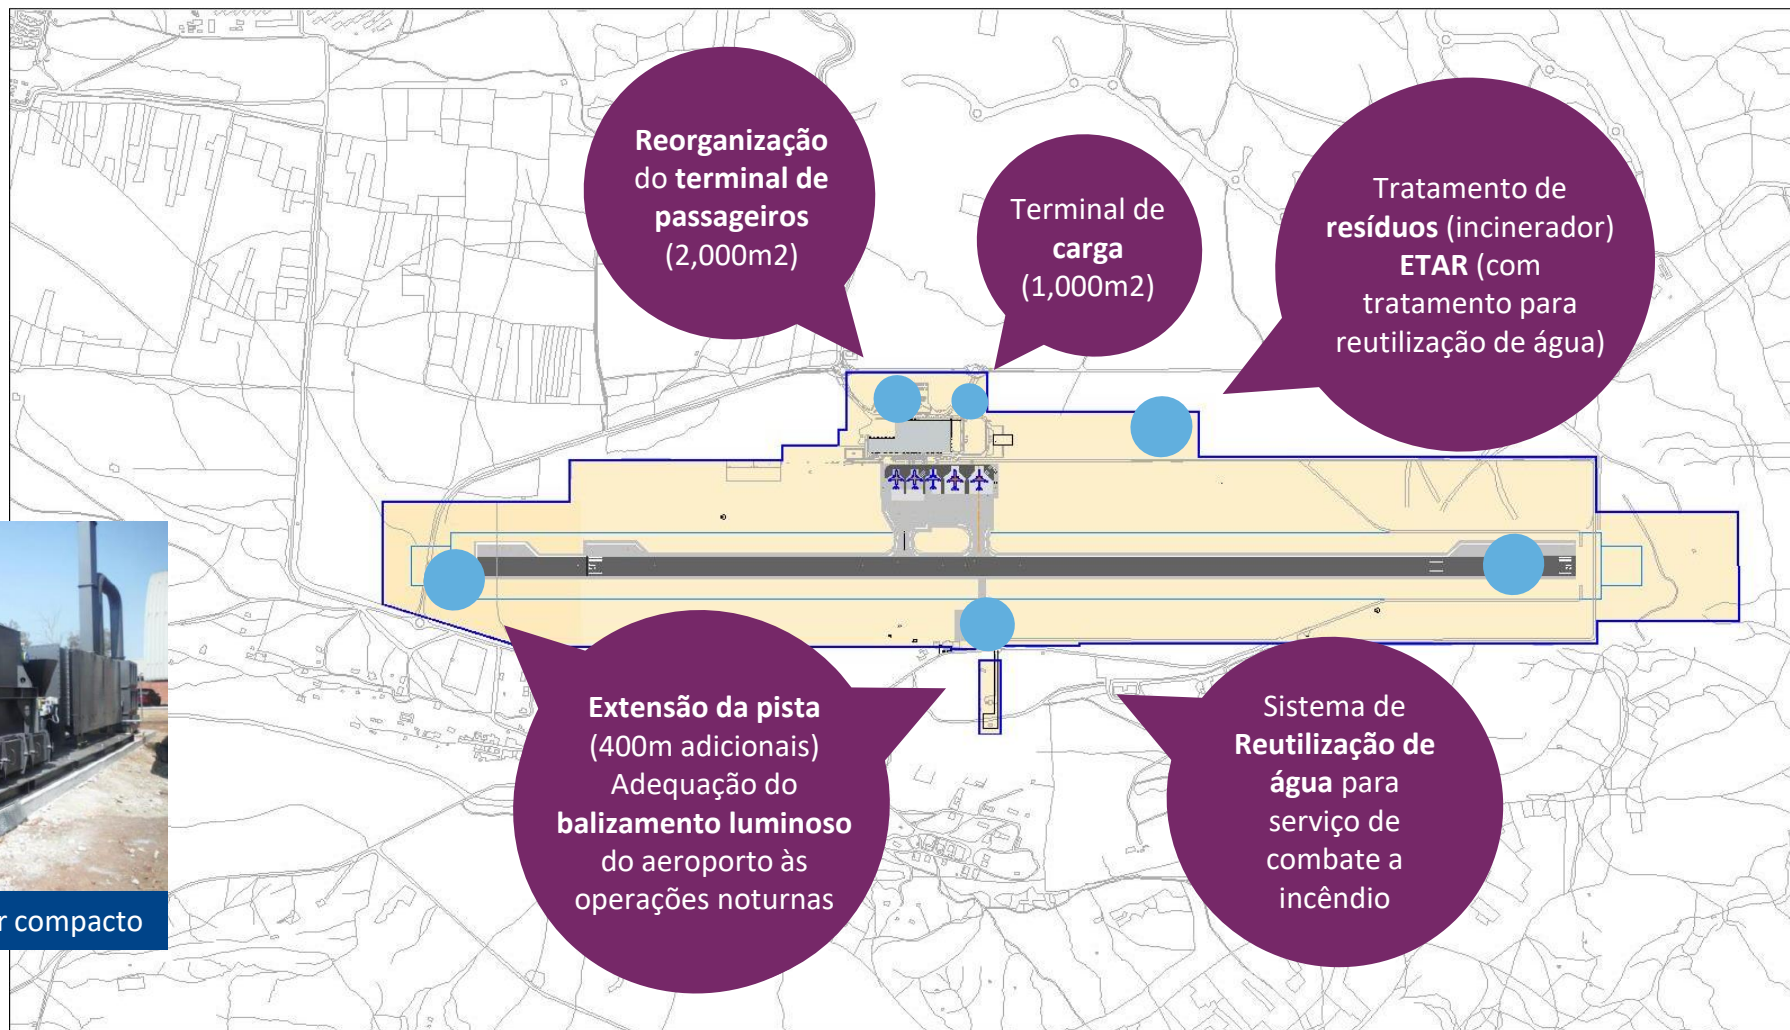 Reorganização
do terminal de
passageiros
(2,000m2)
Terminal de
carga
(1,000m2)
Tratamento de
resíduos (incinerador)
ETAR (com
tratamento para
reutilização de água)
Extensão da pista
(400m adicionais)
Adequação do
balizamento luminoso
do aeroporto às
operações noturnas
Sistema de
Reutilização de
água para
serviço de
combate a
incêndio
r compacto